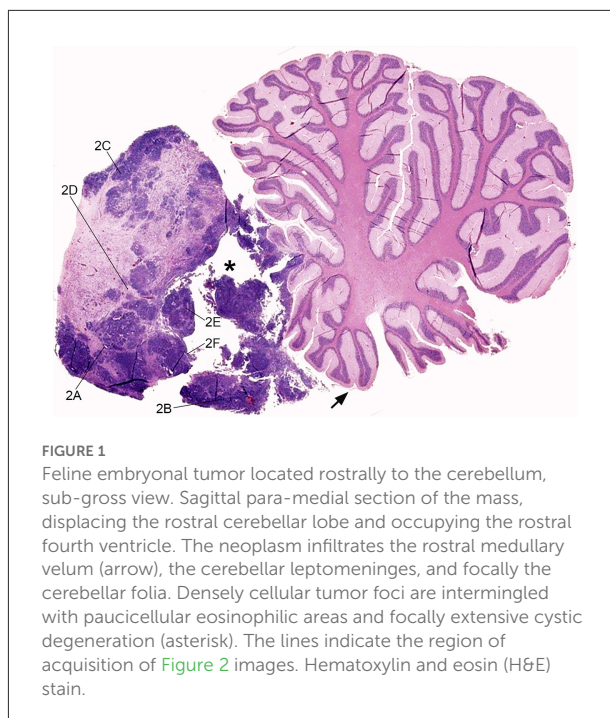 2C
2D
*
2E
2F
2A
2B
FIGURE 1
Feline embryonal tumor located rostrally to the cerebellum,
sub-gross view. Sagittal para-medial section of the mass,
displacing the rostral cerebellar lobe and occupying the rostral
fourth ventricle. The neoplasm infiltrates the rostral medullary
velum (arrow), the cerebellar leptomeninges, and focally the
cerebellar folia. Densely cellular tumor foci are intermingled
with paucicellular eosinophilic areas and focally extensive cystic
degeneration (asterisk). The lines indicate the region of
acquisition of Figure 2 images. Hematoxylin and eosin (H&E)
stain.